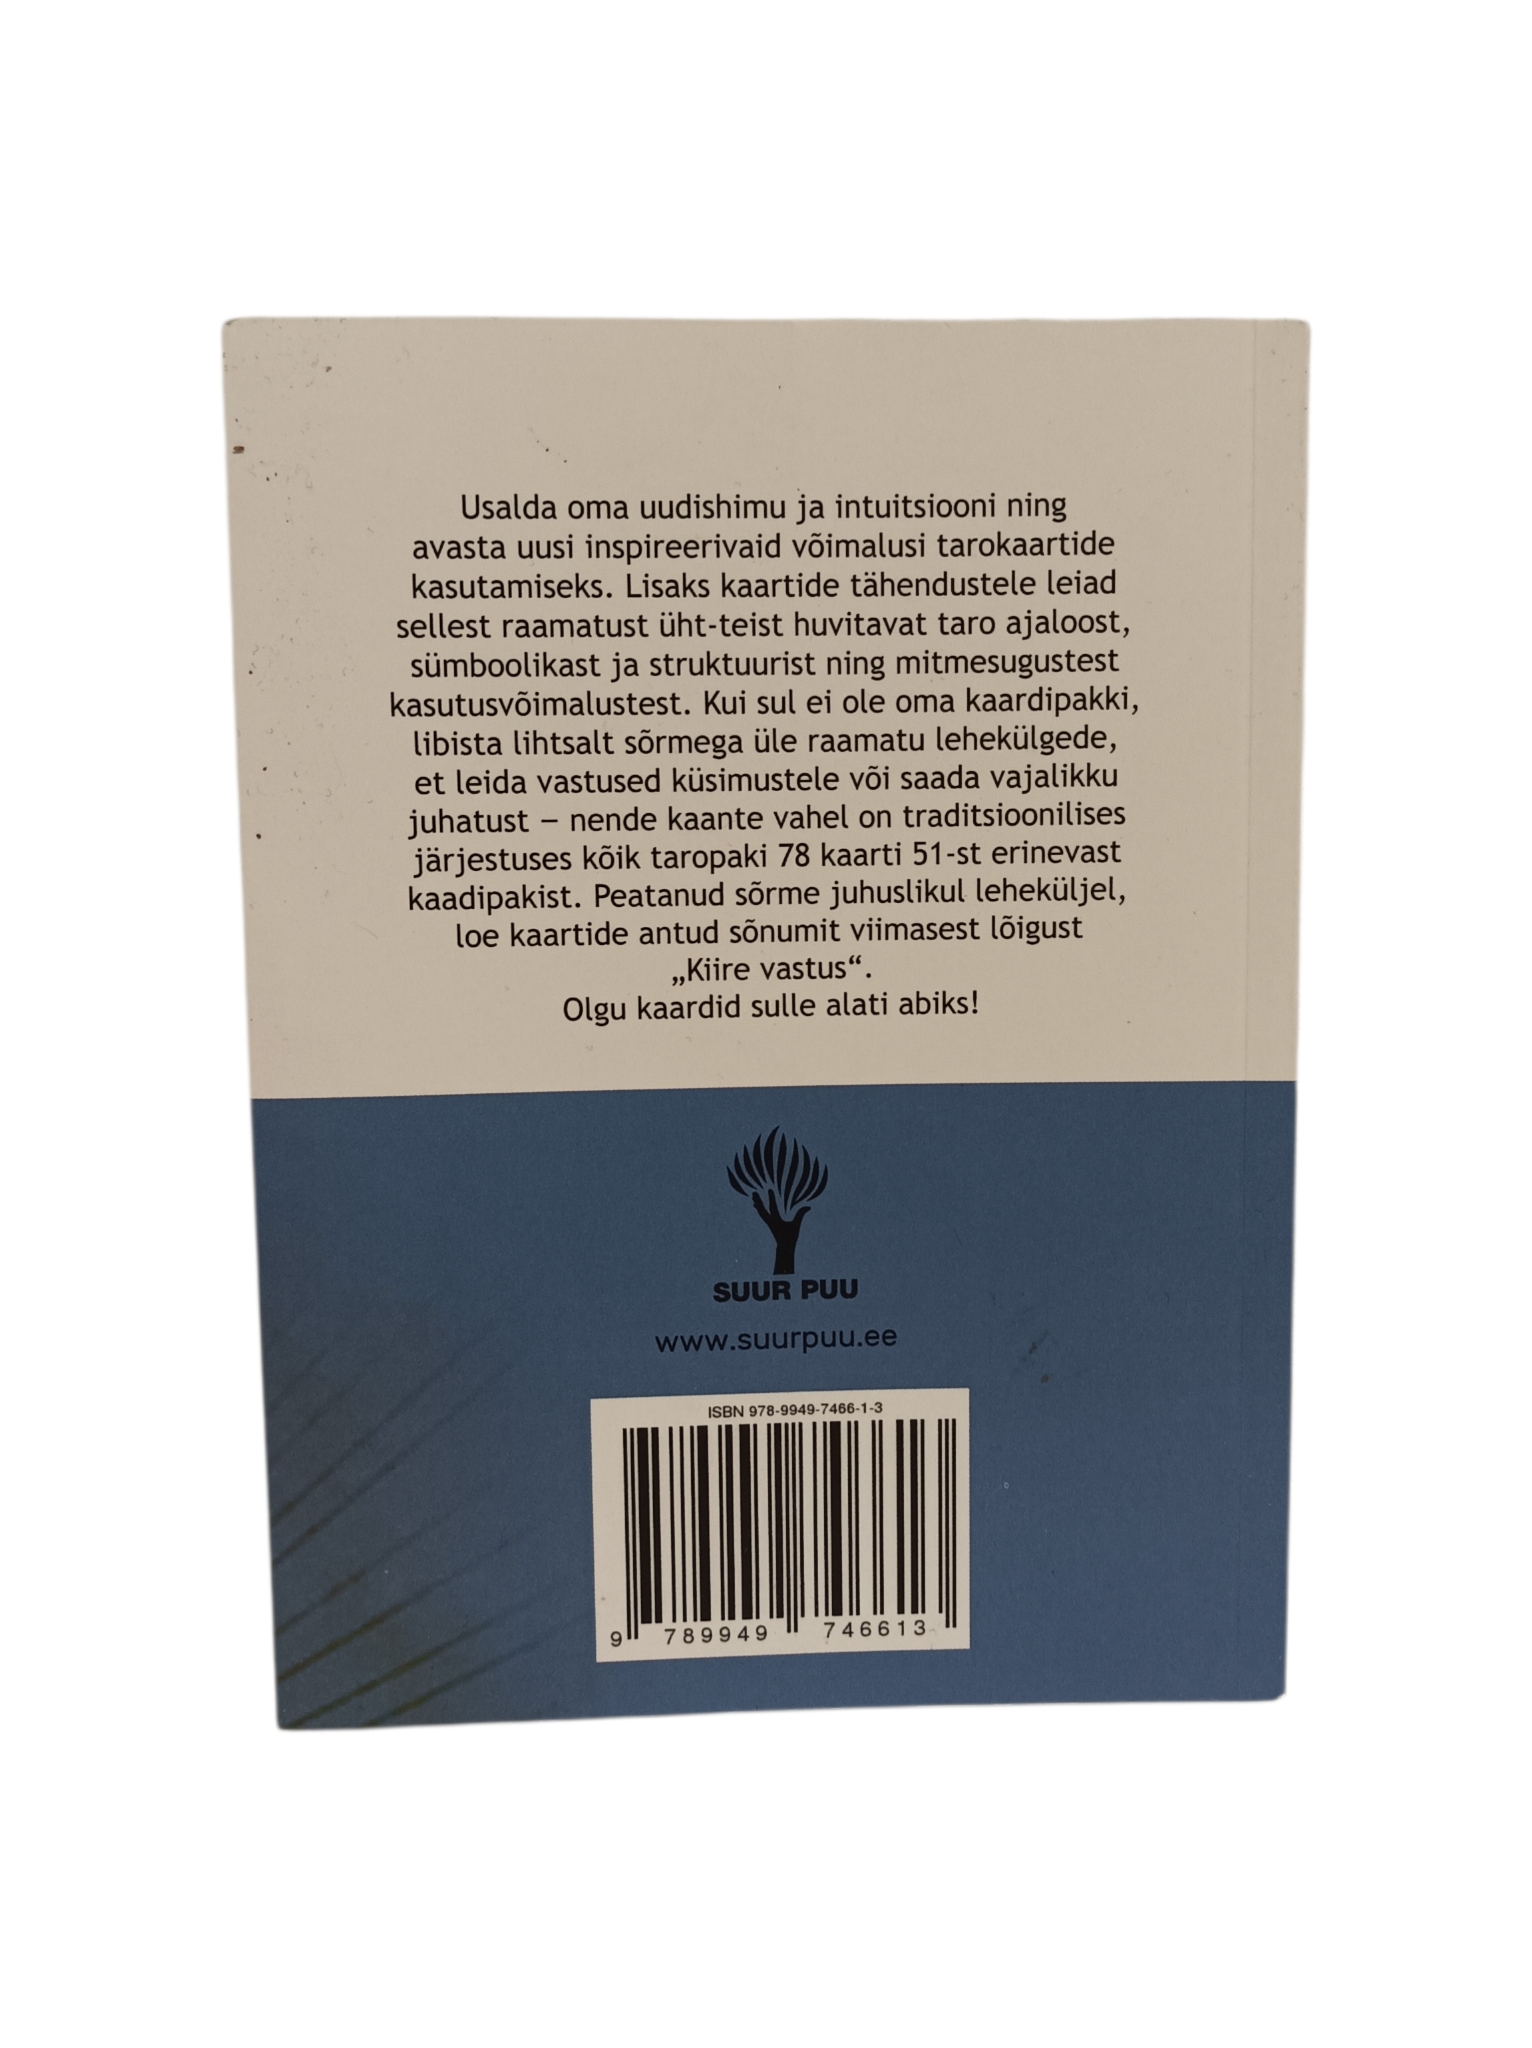 Usalda oma uudishimu ja intuitsiooni ning
avasta uusi inspireerivaid võimalusi tarokaartide
kasutamiseks. Lisaks kaartide tähendustele leiad
sellest raamatust üht-teist huvitavat taro ajaloost,
sümboolikast ja struktuurist ning mitmesugustest
kasutusvõimalustest. Kui sul ei ole oma kaardipakki,
libista lihtsalt sõrmega üle raamatu lehekülgede,
et leida vastused küsimustele või saada vajalikku
juhatust – nende kaante vahel on traditsioonilises
järjestuses kõik taropaki 78 kaarti 51-st erinevast
kaadipakist. Peatanud sõrme juhuslikul leheküljel,
loe kaartide antud sõnumit viimasest lõigust
„Kiire vastus“.
Olgu kaardid sulle alati abiks!
SUUR PUU
www.suurpuu.ee
ISBN 978-9949-7466-1-3
9 789949 746613